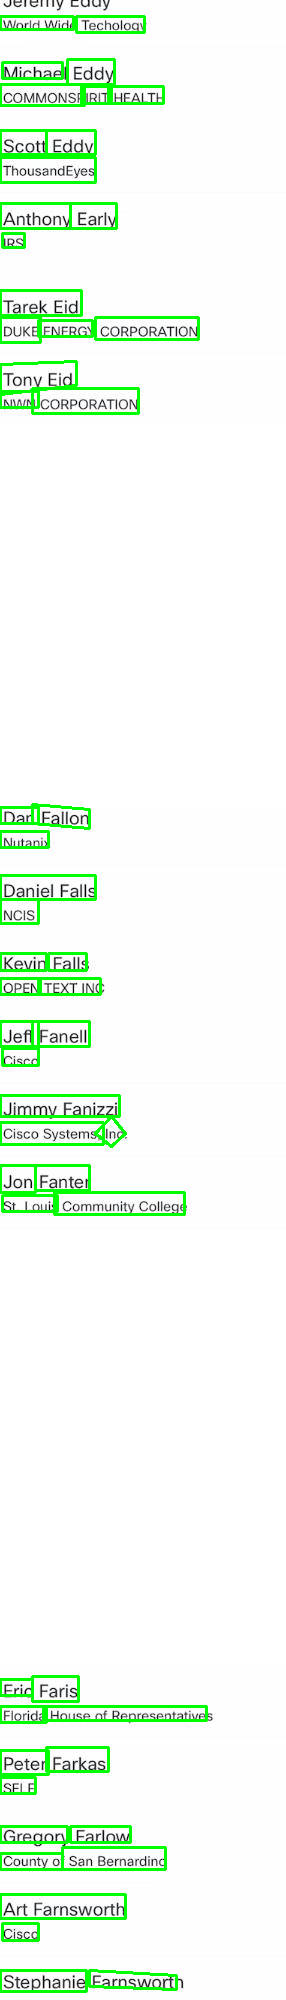 Jeremy Eddy
World Wide Techology
Michael Eddy
COMMONSPIRIT HEALTH
Scott Eddy
ThousandEyes
Anthony Early
IRS
Tarek Eid
DUKE ENERGY CORPORATION
Tony Eid
NWN CORPORATION
Dan Fallon
Nutanix
Daniel Falls
NCIS
Kevin Falls
OPEN TEXT INC
Jeff Fanell
Cisco
Jimmy Fanizzi
Cisco Systems, Inc.
Jon Fanter
St. Louis Community College
Eric Faris
Florida House of Representatives
Peter Farkas
SELF
Gregory Farlow
County of San Bernardino
Art Farnsworth
Cisco
Stephanie Farnsworth